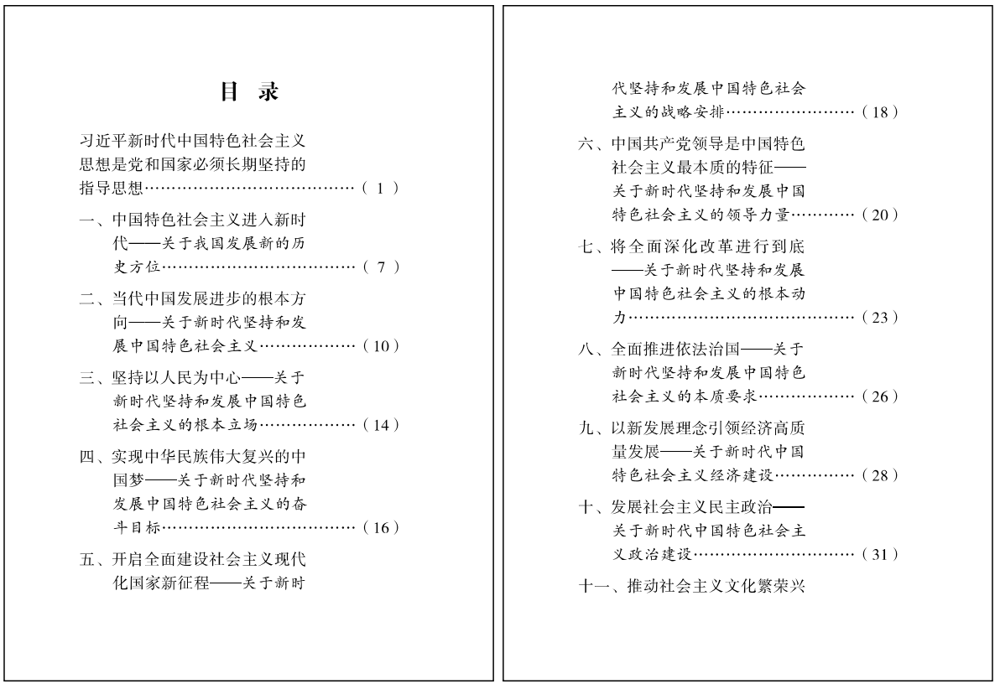 目 录
习近平新时代中国特色社会主义
思想是党和国家必须长期坚持的
指导思想…………………………………（ 1 ）
一、中国特色社会主义进入新时
代——关于我国发展新的历
史方位………………………………（ 7 ）
二、当代中国发展进步的根本方
向——关于新时代坚持和发
展中国特色社会主义………………（10）
三、坚持以人民为中心——关于
新时代坚持和发展中国特色
社会主义的根本立场………………（14）
四、实现中华民族伟大复兴的中
国梦——关于新时代坚持和
发展中国特色社会主义的奋
斗目标………………………………（16）
五、开启全面建设社会主义现代
化国家新征程——关于新时
代坚持和发展中国特色社会
主义的战略安排……………………（18）
六、中国共产党领导是中国特色
社会主义最本质的特征——
关于新时代坚持和发展中国
特色社会主义的领导力量…………（20）
七、将全面深化改革进行到底
——关于新时代坚持和发展
中国特色社会主义的根本动
力……………………………………（23）
八、全面推进依法治国——关于
新时代坚持和发展中国特色
社会主义的本质要求………………（26）
九、以新发展理念引领经济高质
量发展——关于新时代中国
特色社会主义经济建设……………（28）
十、发展社会主义民主政治——
关于新时代中国特色社会主
义政治建设…………………………（31）
十一、推动社会主义文化繁荣兴